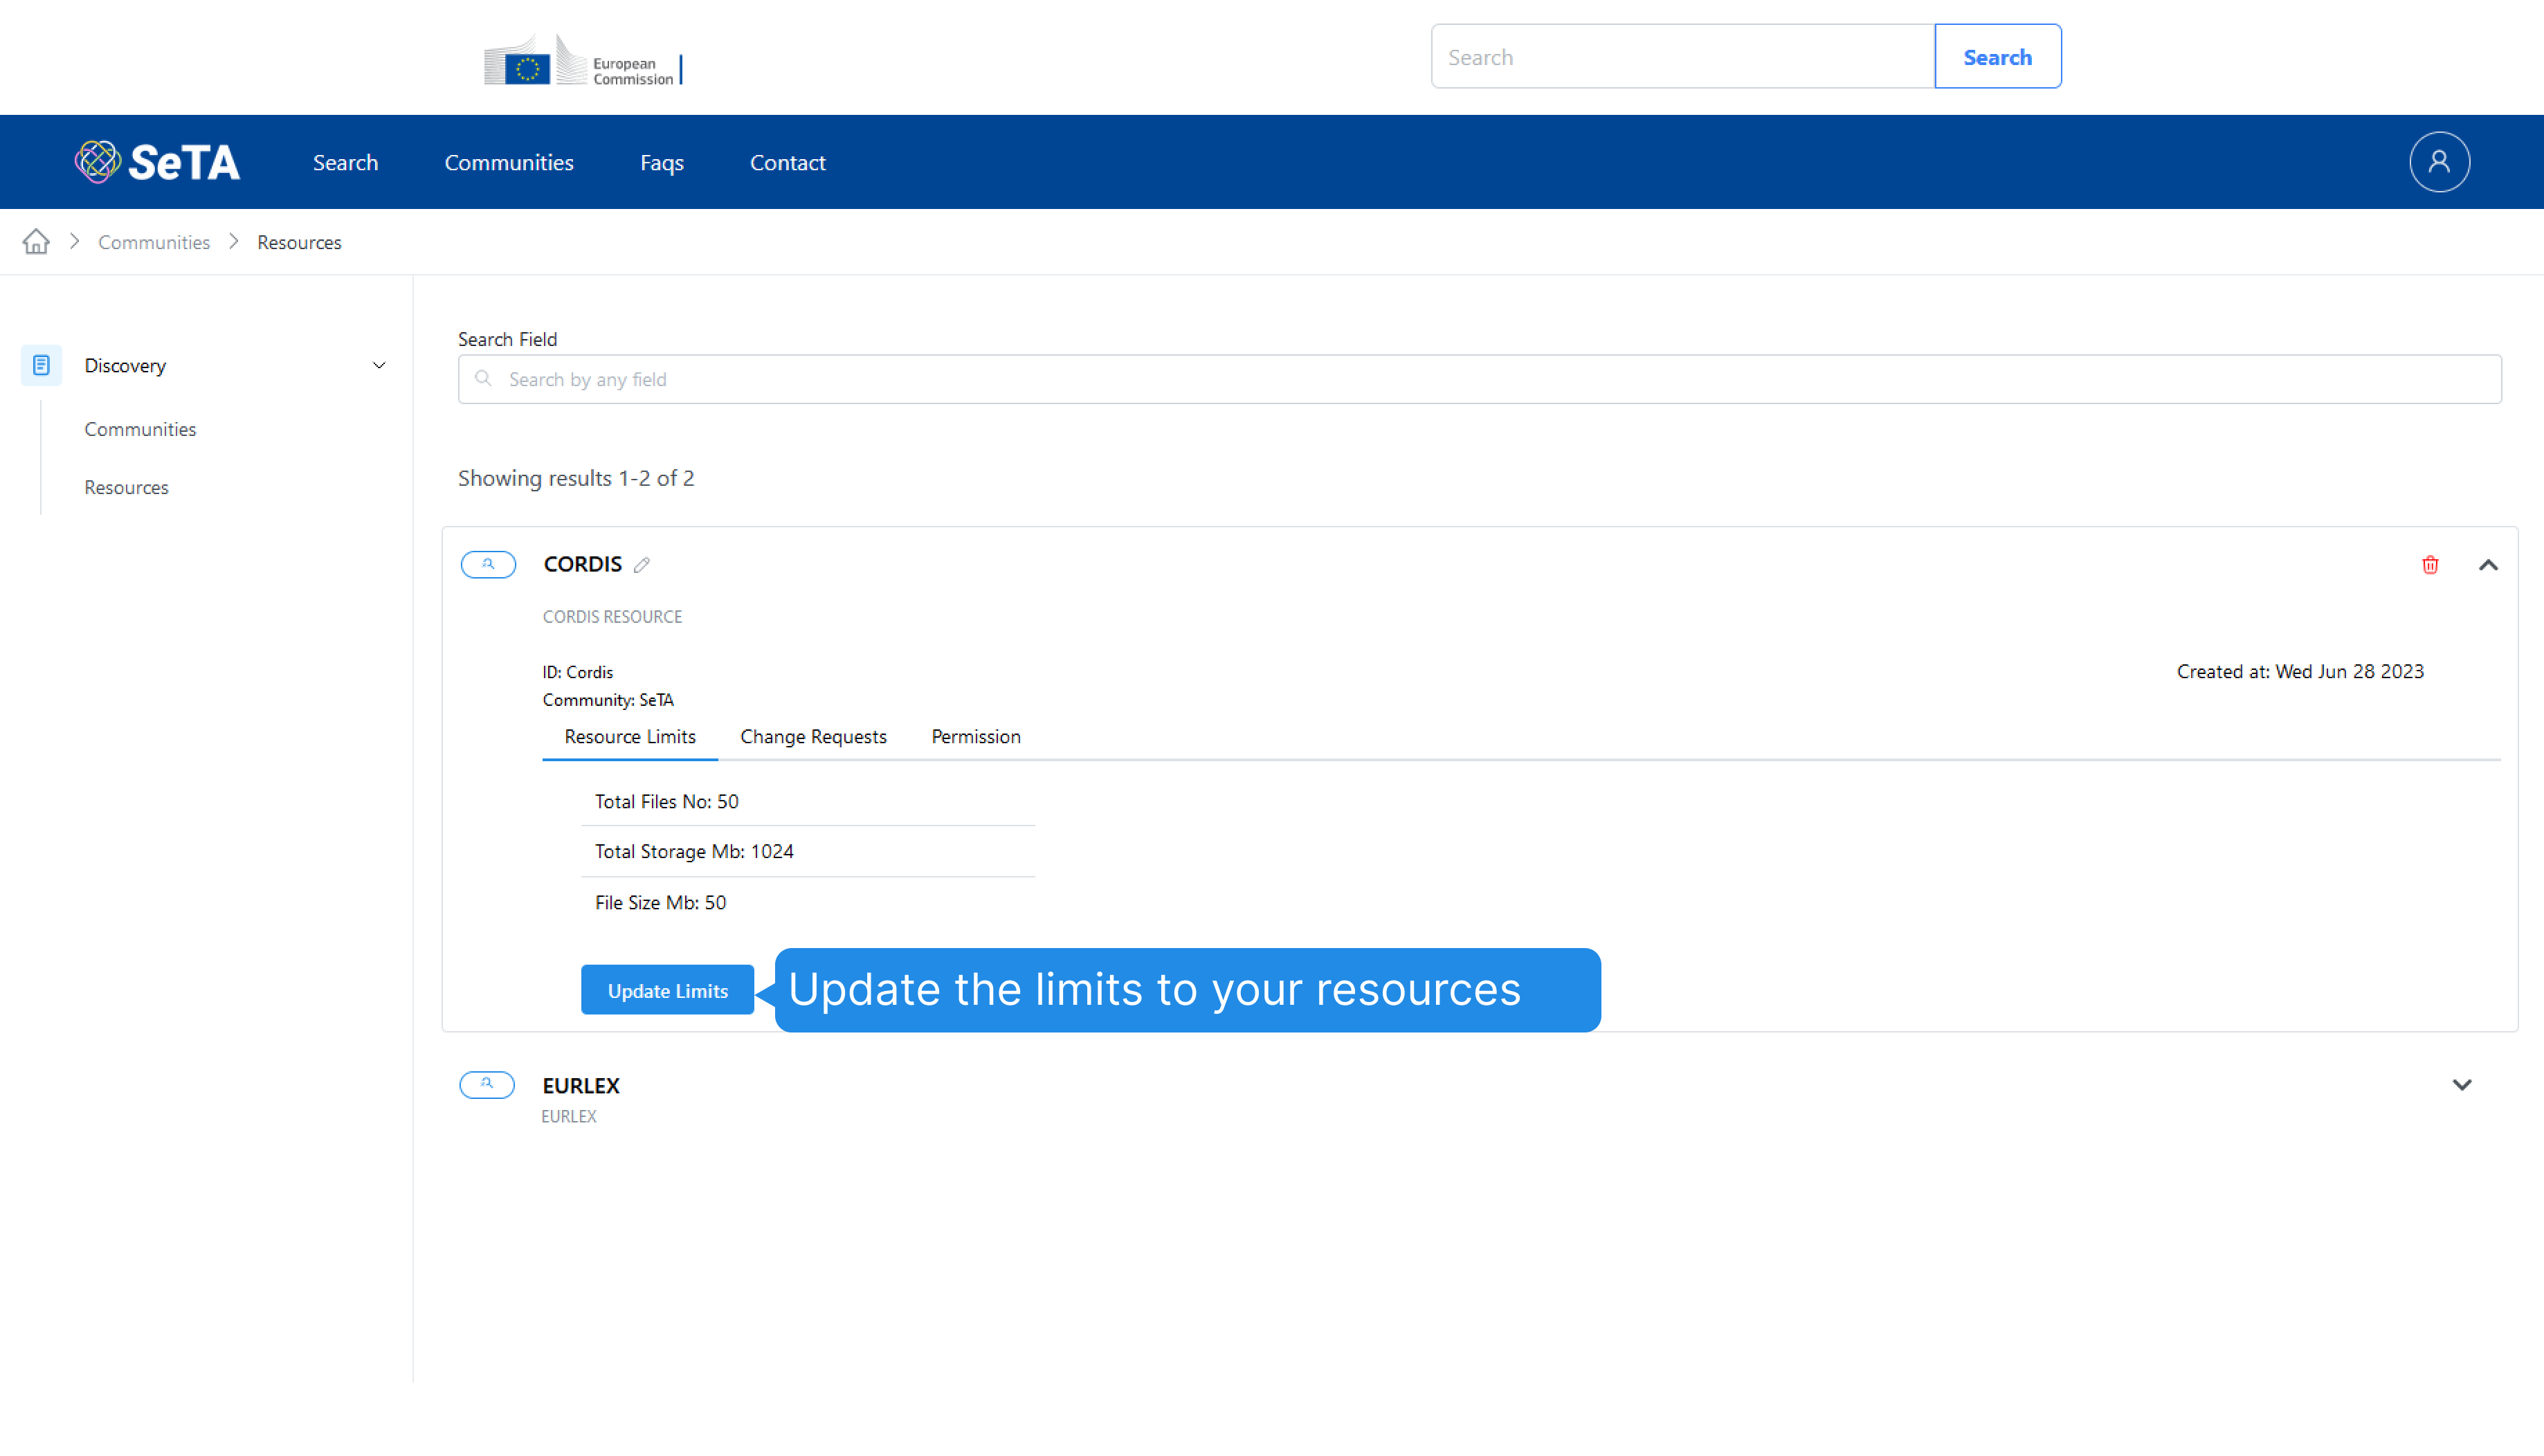 European
Commission
Search
Search
SeTA
Search
Communities
Faqs
Contact
Communities
Resources
Discovery
Communities
Resources
Search Field
Search by any field
Showing results 1-2 of 2
CORDIS
CORDIS RESOURCE
ID: Cordis
Created at: Wed Jun 28 2023
Community: SeTA
Resource Limits
Change Requests
Permission
Total Files No: 50
Total Storage Mb: 1024
File Size Mb: 50
Update Limits
Update the limits to your resources
EURLEX
EURLEX